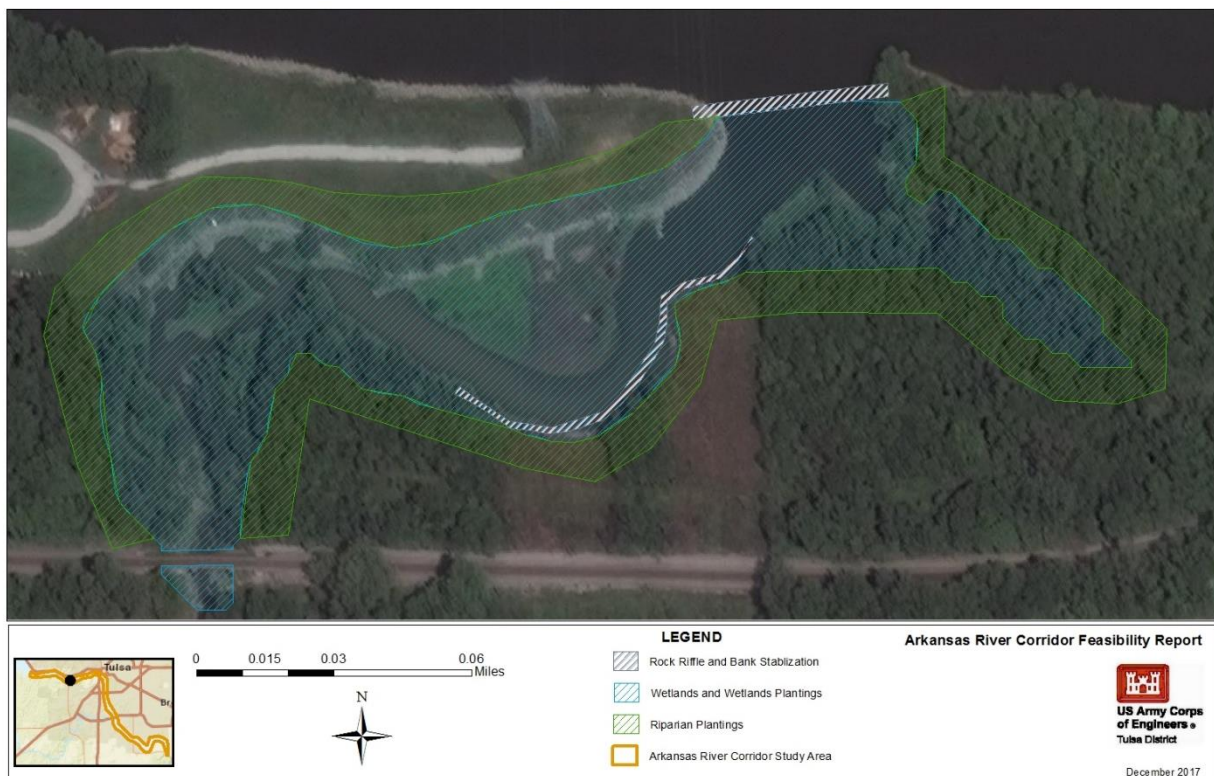 LEGEND
Arkansas River Corridor Feasibility Report
Tulsa
0 0.015 0.03 0.06
Miles
Rock Riffle and Bank Stablization
Wetlands and Wetlands Plantings
N
Riparian Plantings
US Army Corps
of Engineers ®
Tulsa District
Arkansas River Corridor Study Area
December 2017